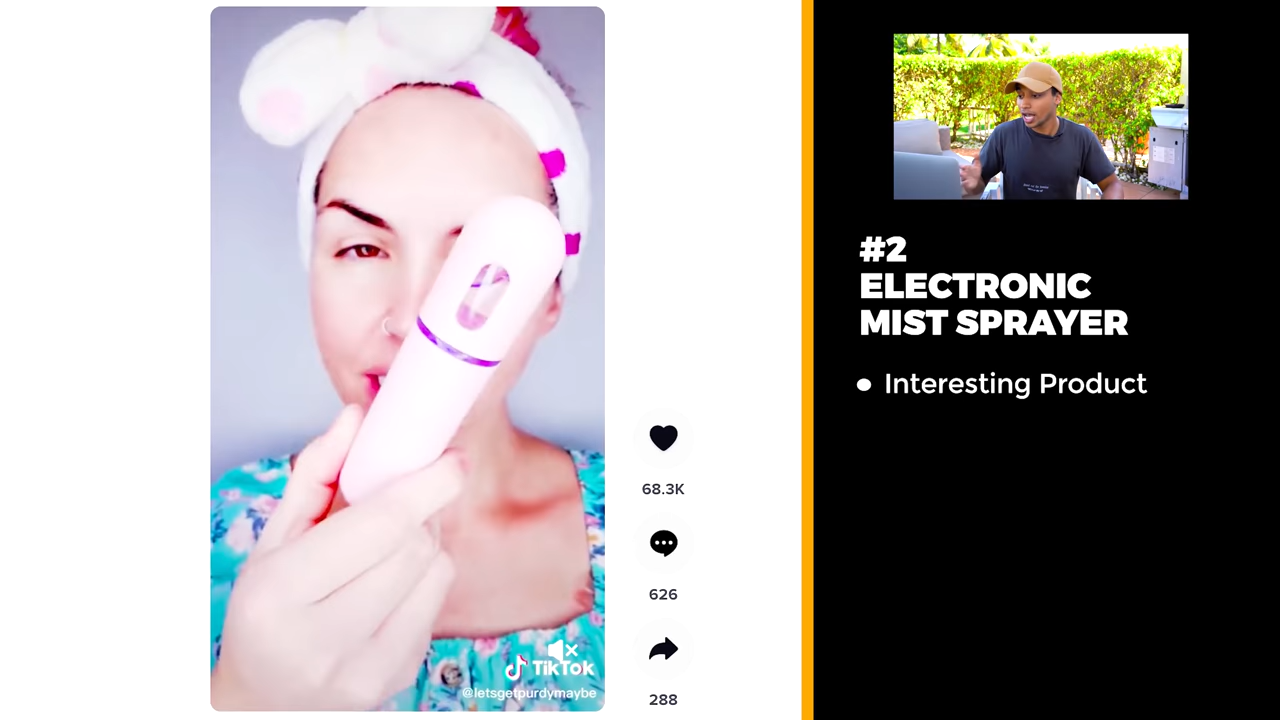 TikTok
@letsgetpurdymaybe
68.3K
626
288
#2
ELECTRONIC
MIST SPRAYER
Interesting Product